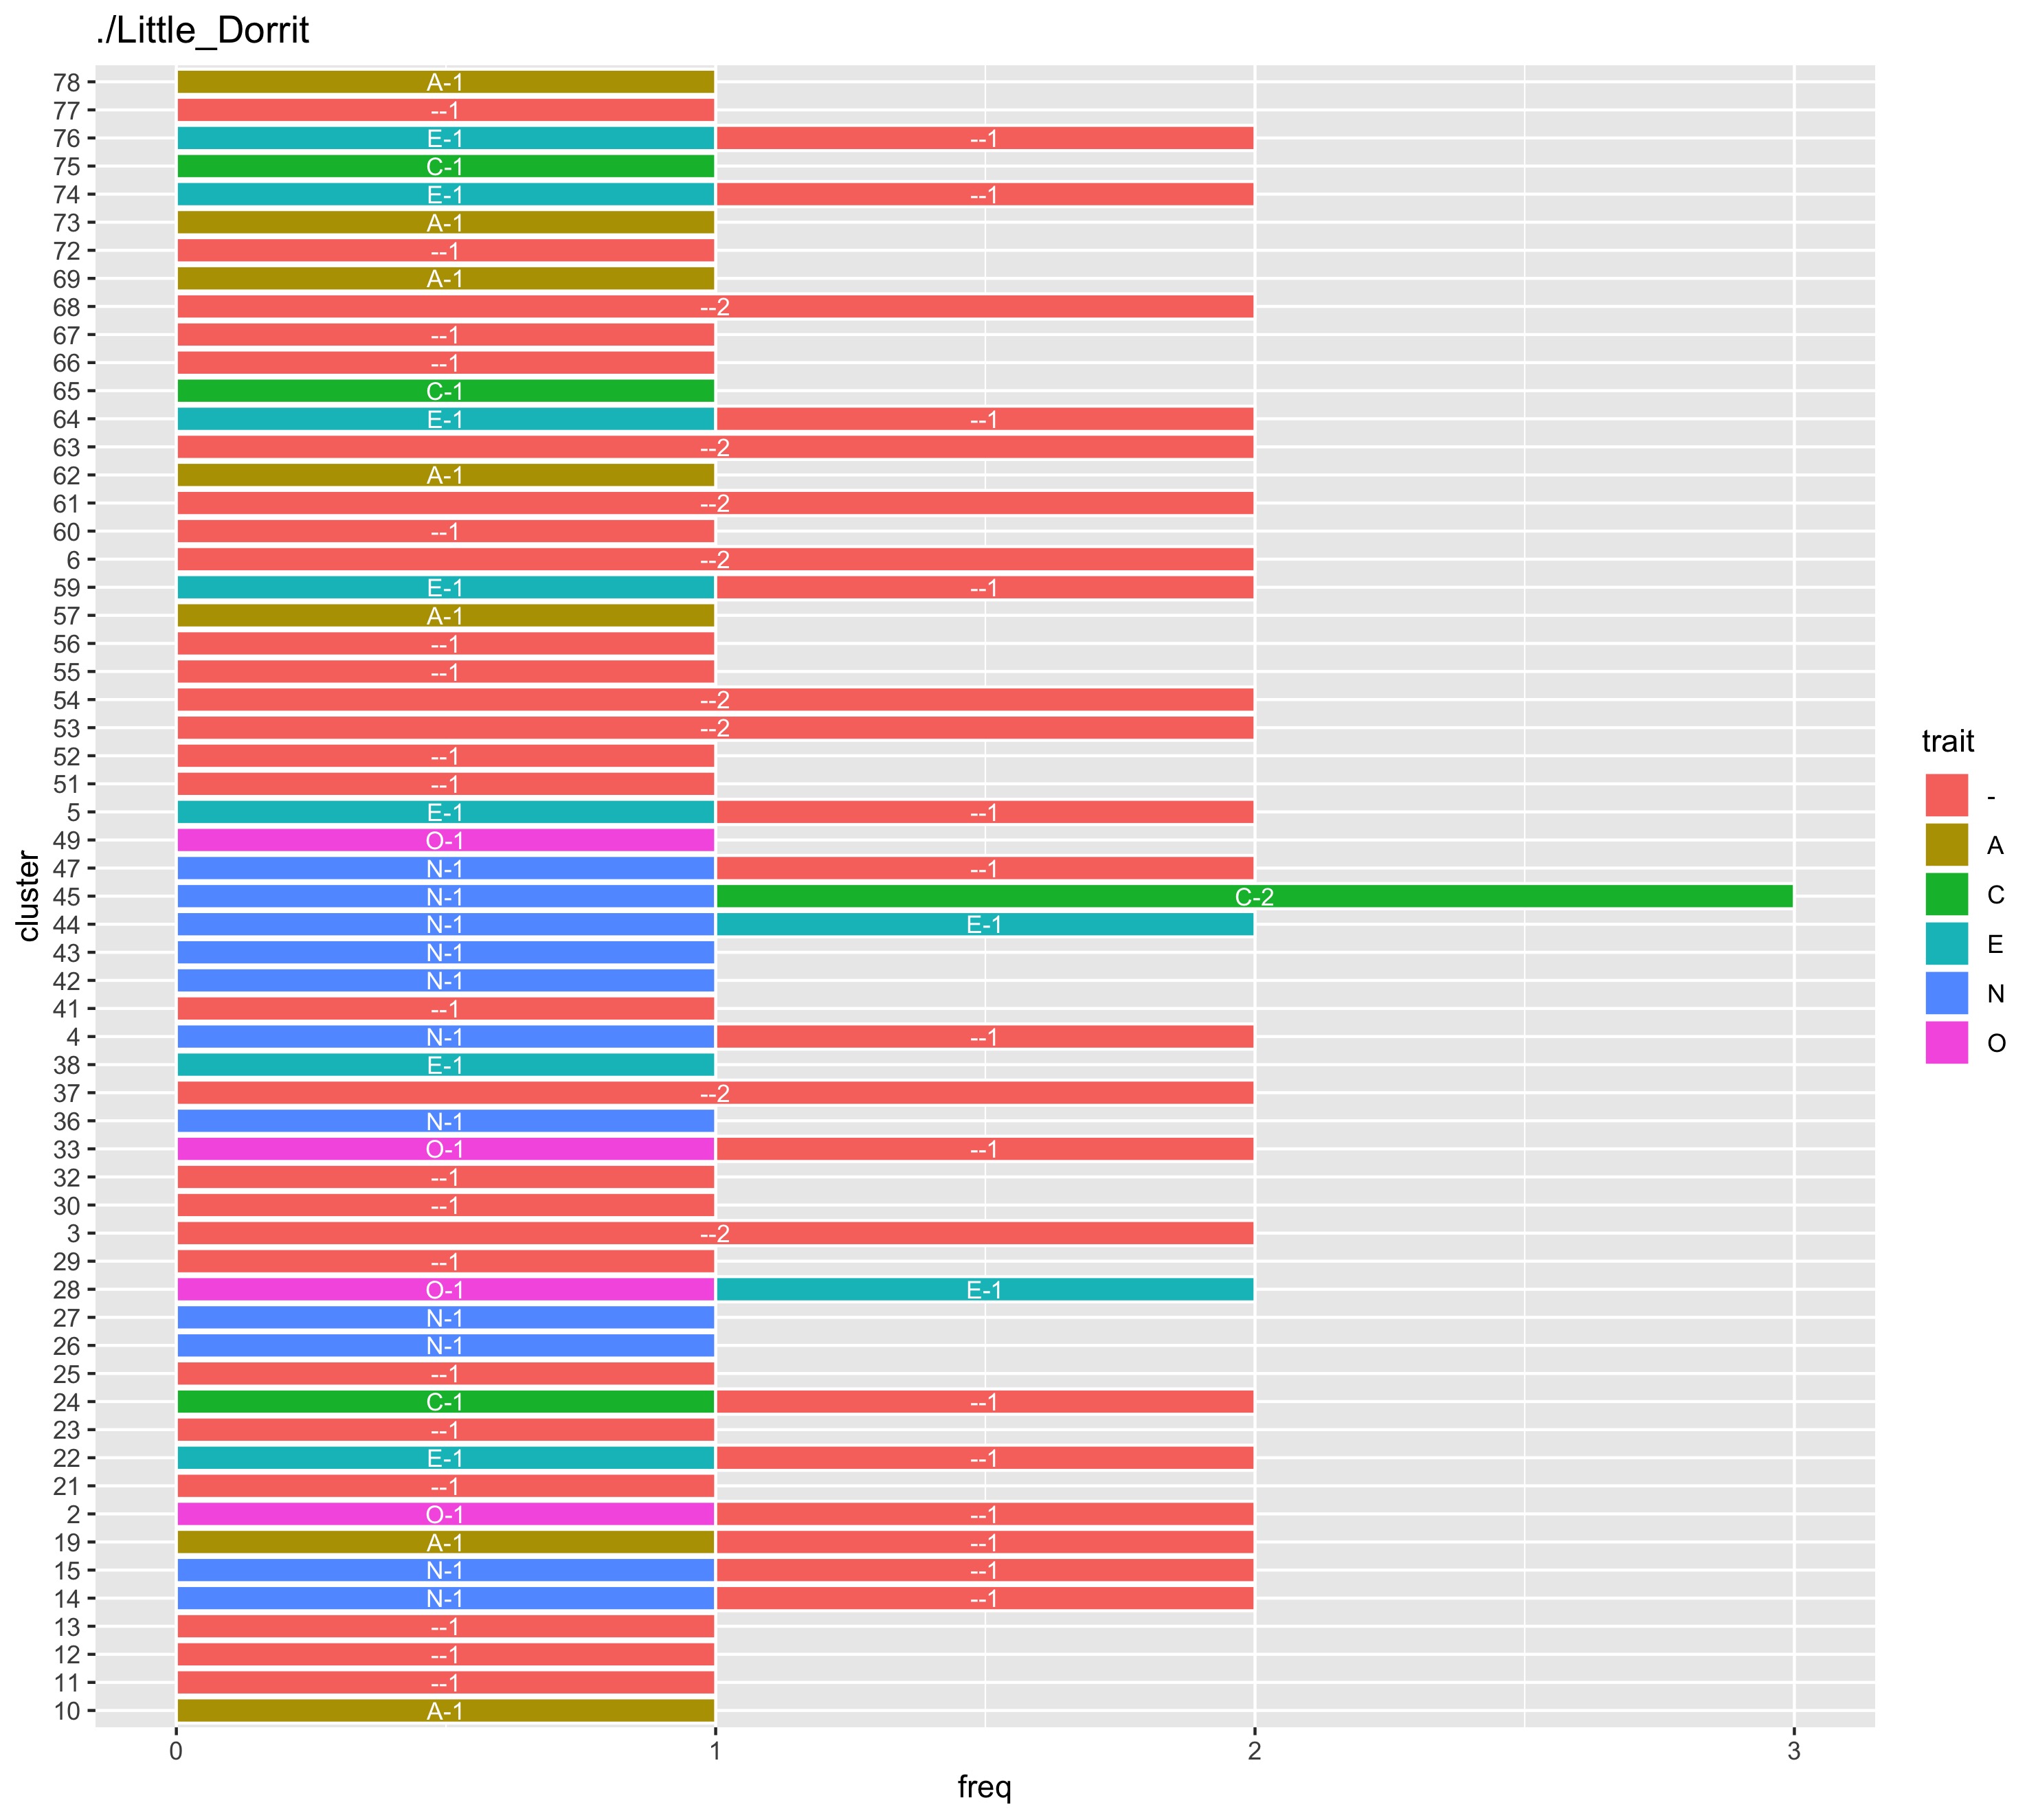 ./Little_Dorrit
78 A-1
77 --1
76 E-1 --1
75 C-1
74 E-1 --1
73 A-1
72 --1
69 A-1
68 --2
67 --1
66 --1
65 C-1
64 E-1 --1
63 --2
62 A-1
61 --2
60 --1
6 --2
59 E-1 --1
57 A-1
56 --1
55 --1
54 --2
53 --2
52 --1
51 --1
5 E-1 --1
49 O-1
47 N-1 --1
45 N-1 C-2
44 N-1 E-1
43 N-1
42 N-1
41 --1
4 N-1 --1
38 E-1
37 --2
36 N-1
33 O-1 --1
32 --1
30 --1
3 --2
29 --1
28 O-1 E-1
27 N-1
26 N-1
25 --1
24 C-1 --1
23 --1
22 E-1 --1
21 --1
2 O-1 --1
19 A-1 --1
15 N-1 --1
14 N-1 --1
13 --1
12 --1
11 --1
10 A-1
0 1 2 3
freq
cluster
trait
-
A
C
E
N
O